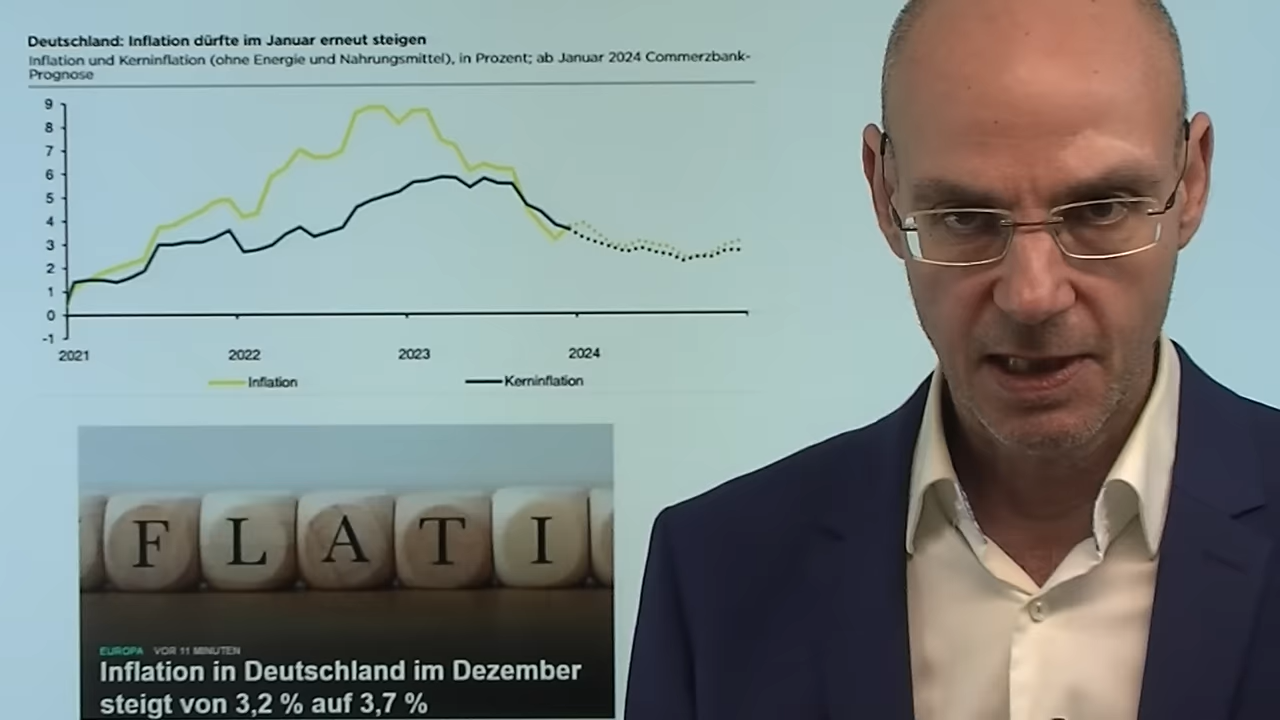 Deutschland: Inflation dürfte im Januar erneut steigen
Inflation und Kerninflation (ohne Energie und Nahrungsmittel), in Prozent; ab Januar 2024 Commerzbank-
Prognose
9
8
7
6
5
4
3
2
1
0
-1
2021 2022 2023 2024
Inflation Kerninflation
F L A T I
EUROPA VOR 11 MINUTEN
Inflation in Deutschland im Dezember
steigt von 3,2 % auf 3,7 %